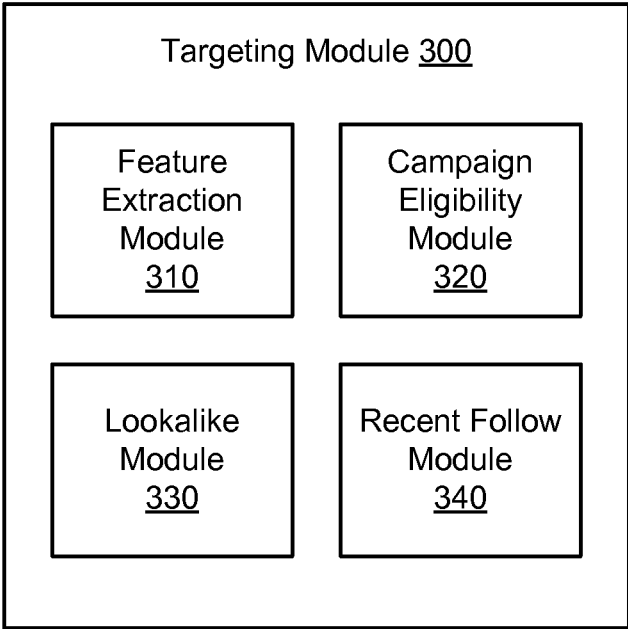 Targeting Module 300
Feature
Extraction
Module
310
Campaign
Eligibility
Module
320
Lookalike
Module
330
Recent Follow
Module
340